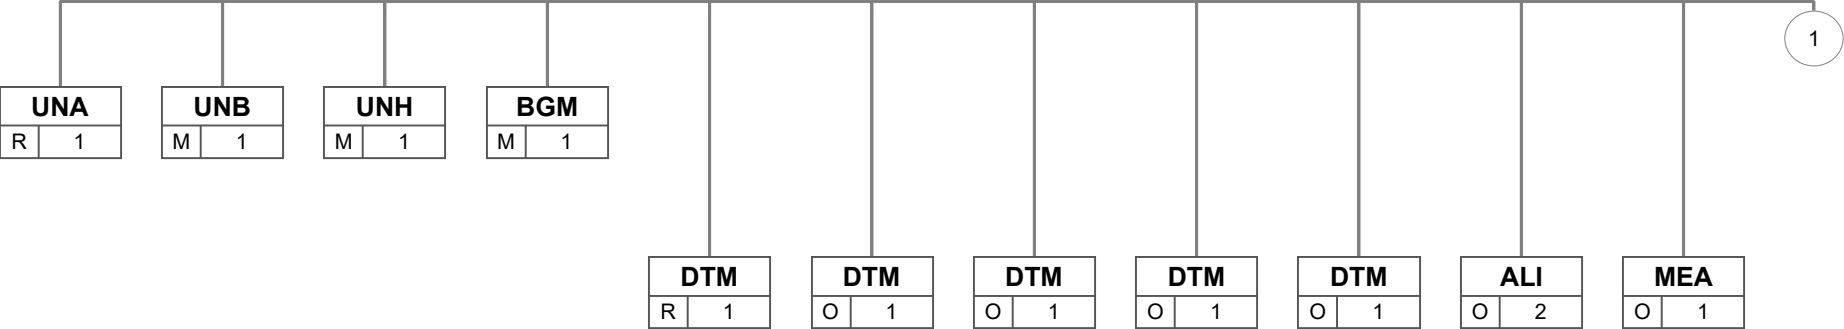 1
UNA UNB UNH BGM
R 1 M 1 M 1 M 1
DTM DTM DTM DTM DTM ALI MEA
R 1 O 1 O 1 O 1 O 1 O 2 O 1